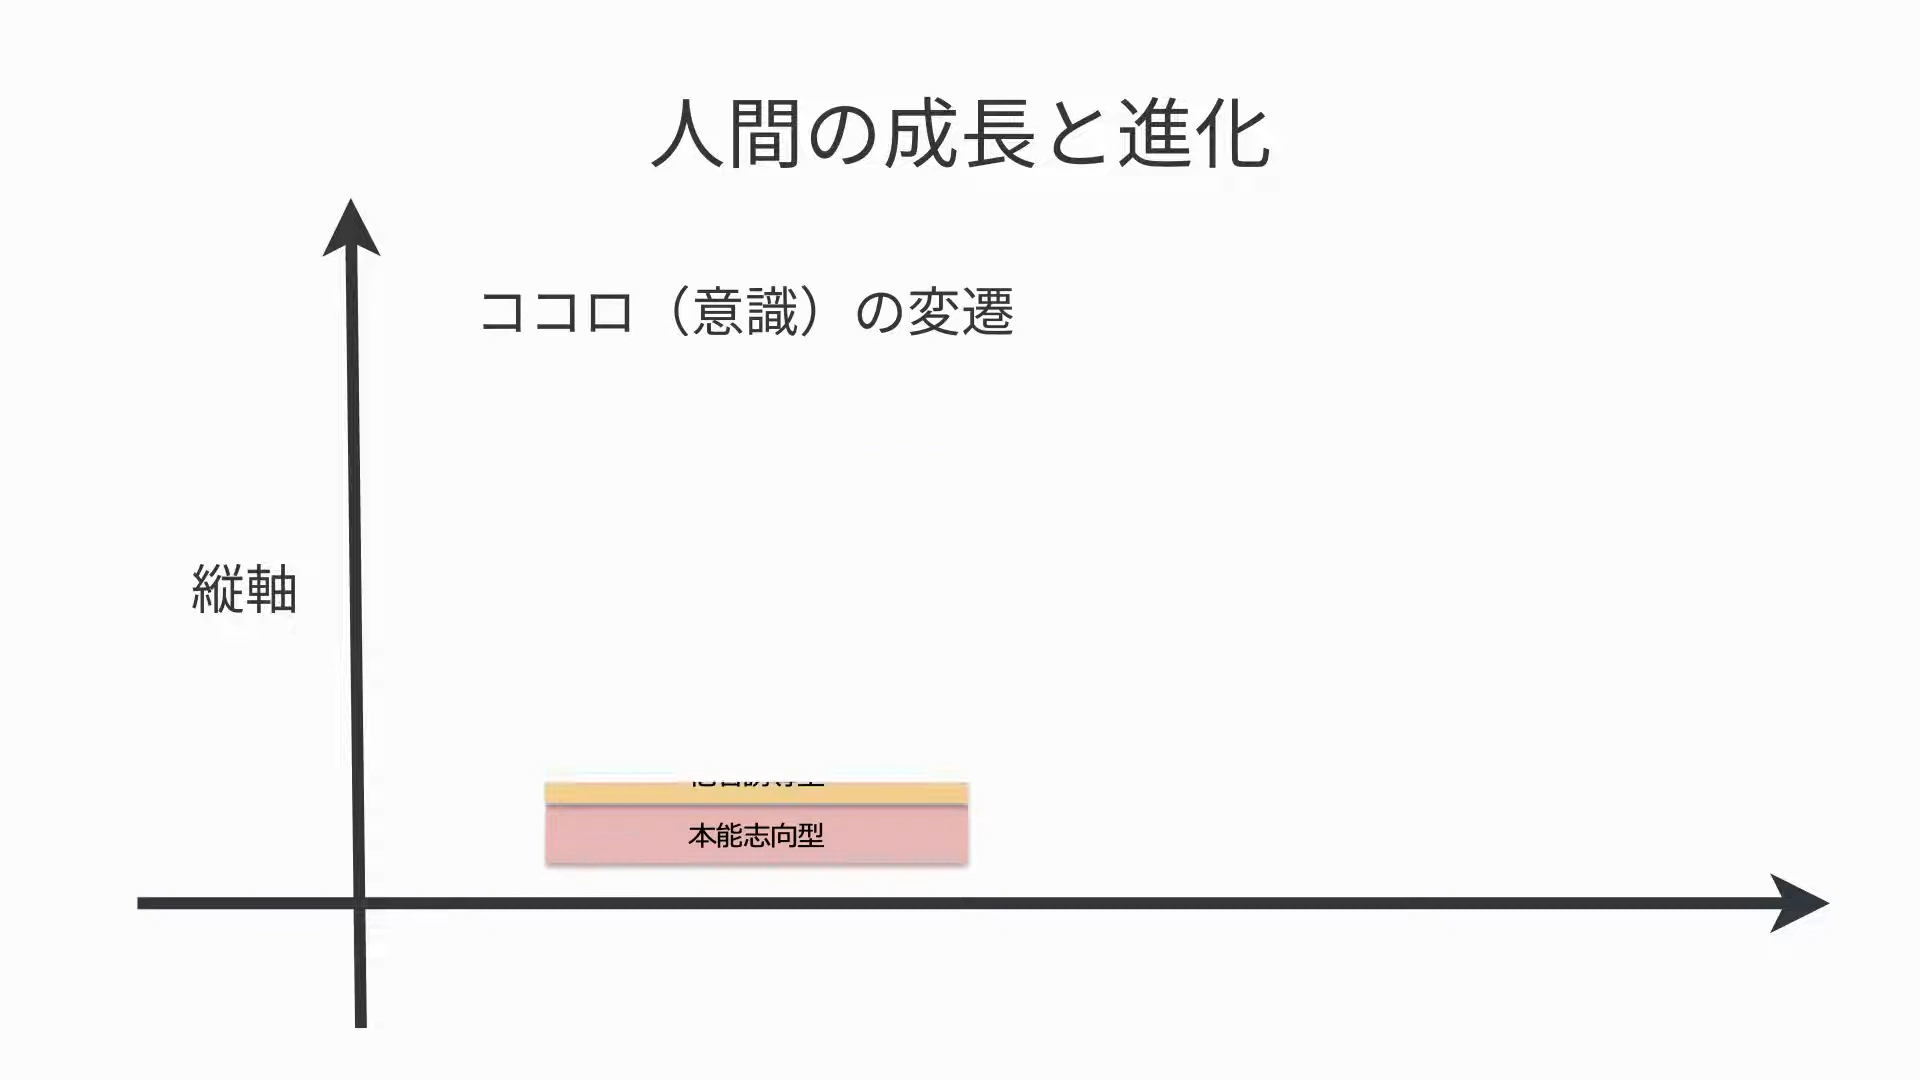 人間の成長と進化
ココロ（意識）の変遷
縦軸
本能志向型